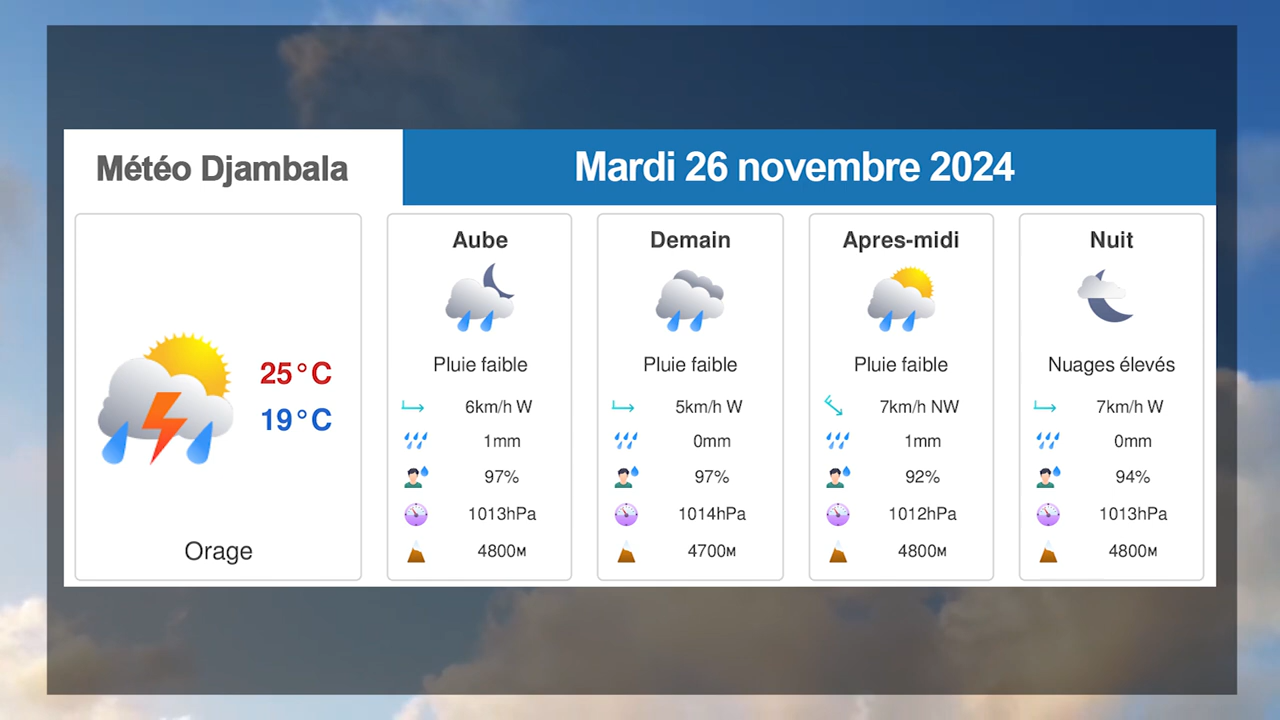 Météo Djambala
Mardi 26 novembre 2024
25°C
19°C
Orage
Aube
Pluie faible
6km/h W
1mm
97%
1013hPa
4800м
Demain
Pluie faible
5km/h W
0mm
97%
1014hPa
4700м
Apres-midi
Pluie faible
7km/h NW
1mm
92%
1012hPa
4800м
Nuit
Nuages élevés
7km/h W
0mm
94%
1013hPa
4800м